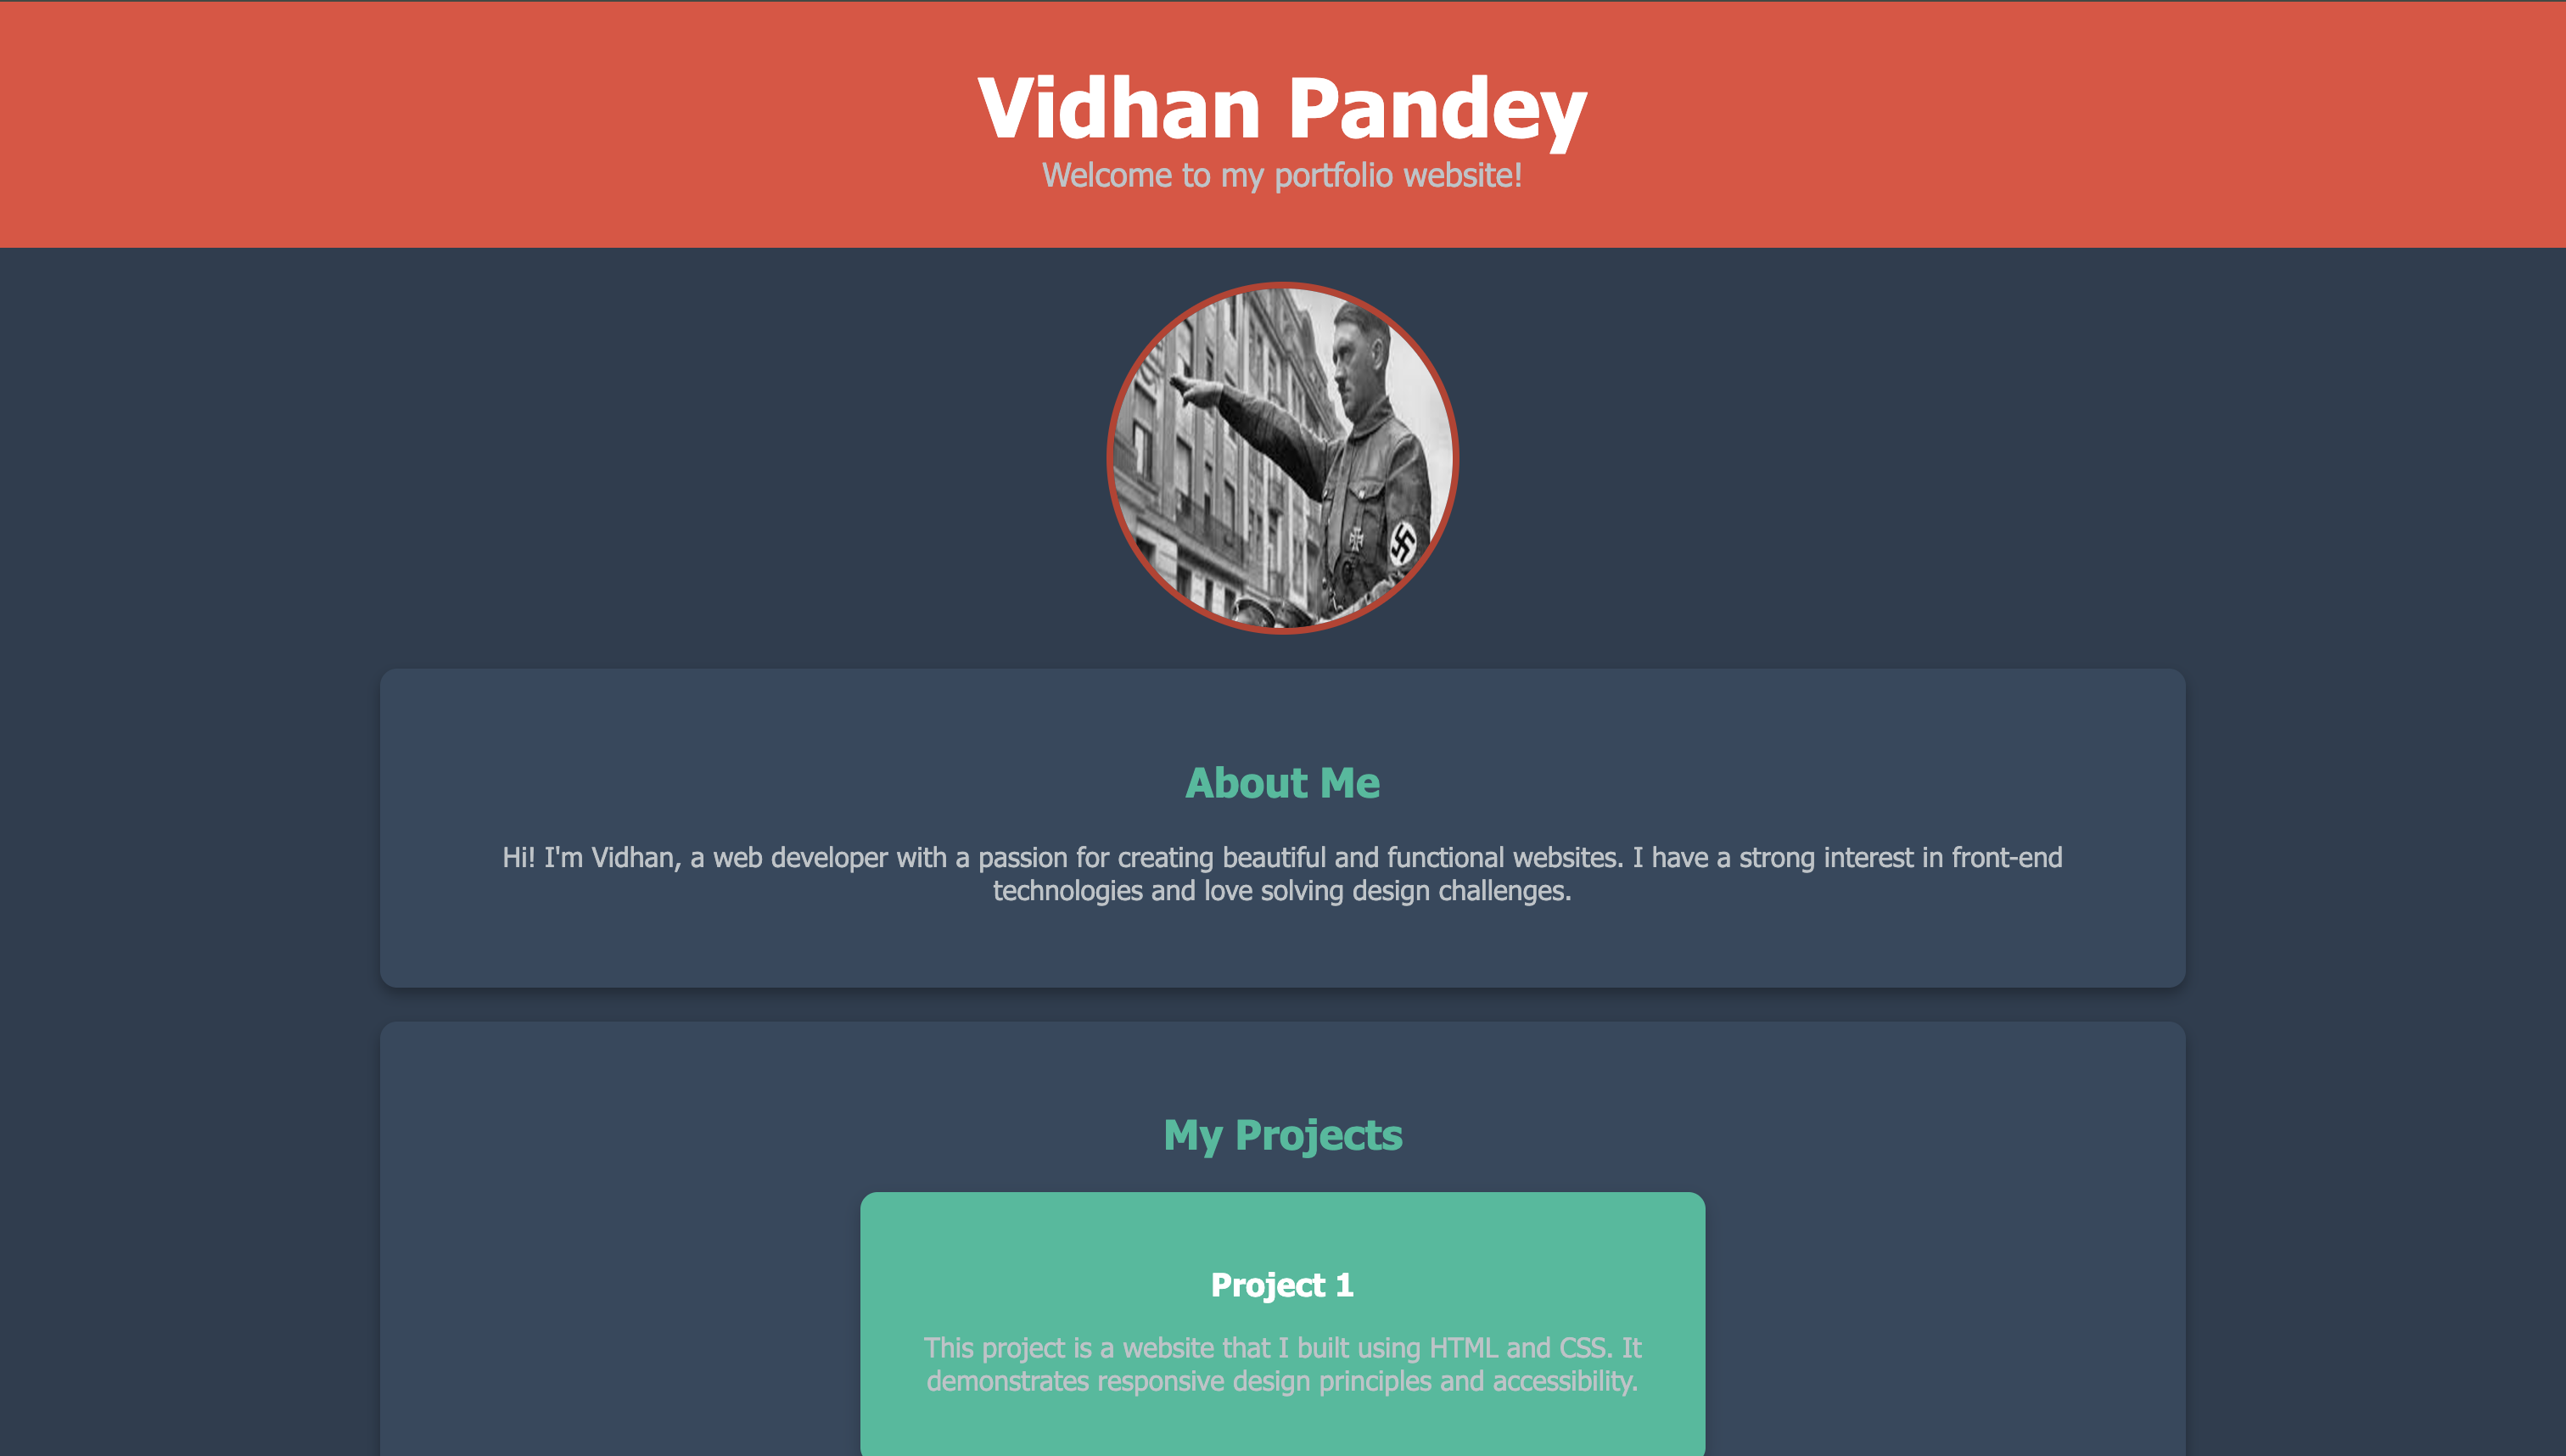 Vidhan Pandey
Welcome to my portfolio website!
About Me
Hi! I'm Vidhan, a web developer with a passion for creating beautiful and functional websites. I have a strong interest in front-end
technologies and love solving design challenges.
My Projects
Project 1
This project is a website that I built using HTML and CSS. It
demonstrates responsive design principles and accessibility.